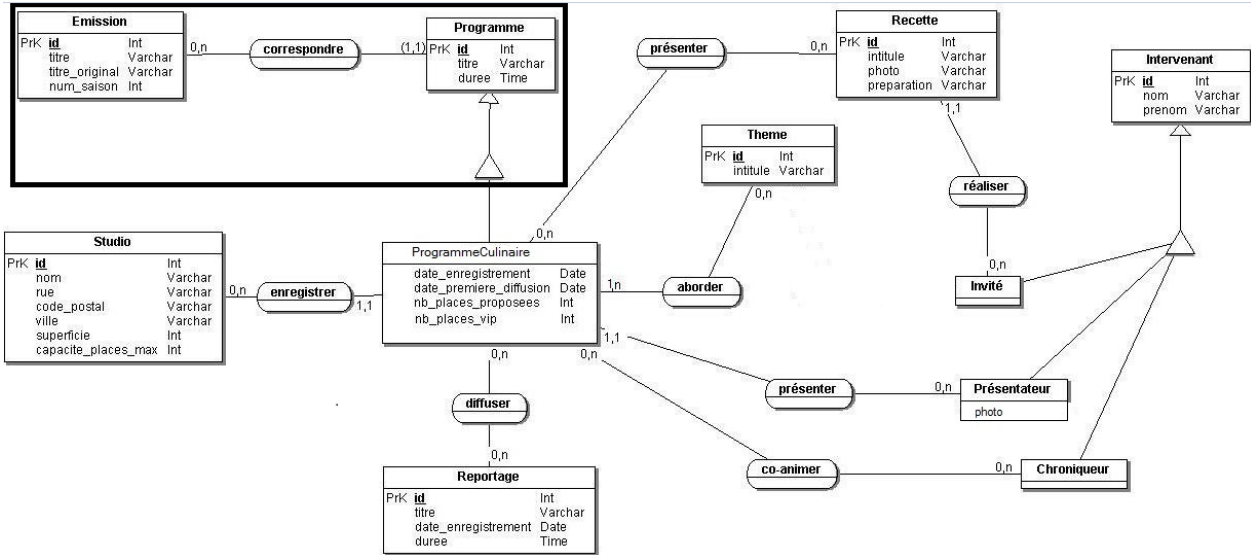 Emission
PrK id Int
titre Varchar
titre_original Varchar
num_saison Int
0,n
correspondre
(1,1)
Programme
PrK id Int
titre Varchar
duree Time
présenter
0,n
0,n
Recette
PrK id Int
intitule Varchar
photo Varchar
preparation Varchar
1,1
réaliser
0,n
Invité
Intervenant
PrK id Int
nom Varchar
prenom Varchar
Theme
PrK id Int
intitule Varchar
0,n
aborder
1,n
Studio
PrK id Int
nom Varchar
rue Varchar
code_postal Varchar
ville Varchar
superficie Int
capacite_places_max Int
0,n
enregistrer
1,1
ProgrammeCulinaire
date_enregistrement Date
date_premiere_diffusion Date
nb_places_proposees Int
nb_places_vip Int
1,1
présenter
0,n
Présentateur
photo
0,n
co-animer
0,n
Chroniqueur
0,n
diffuser
0,n
Reportage
PrK id Int
titre Varchar
date_enregistrement Date
duree Time